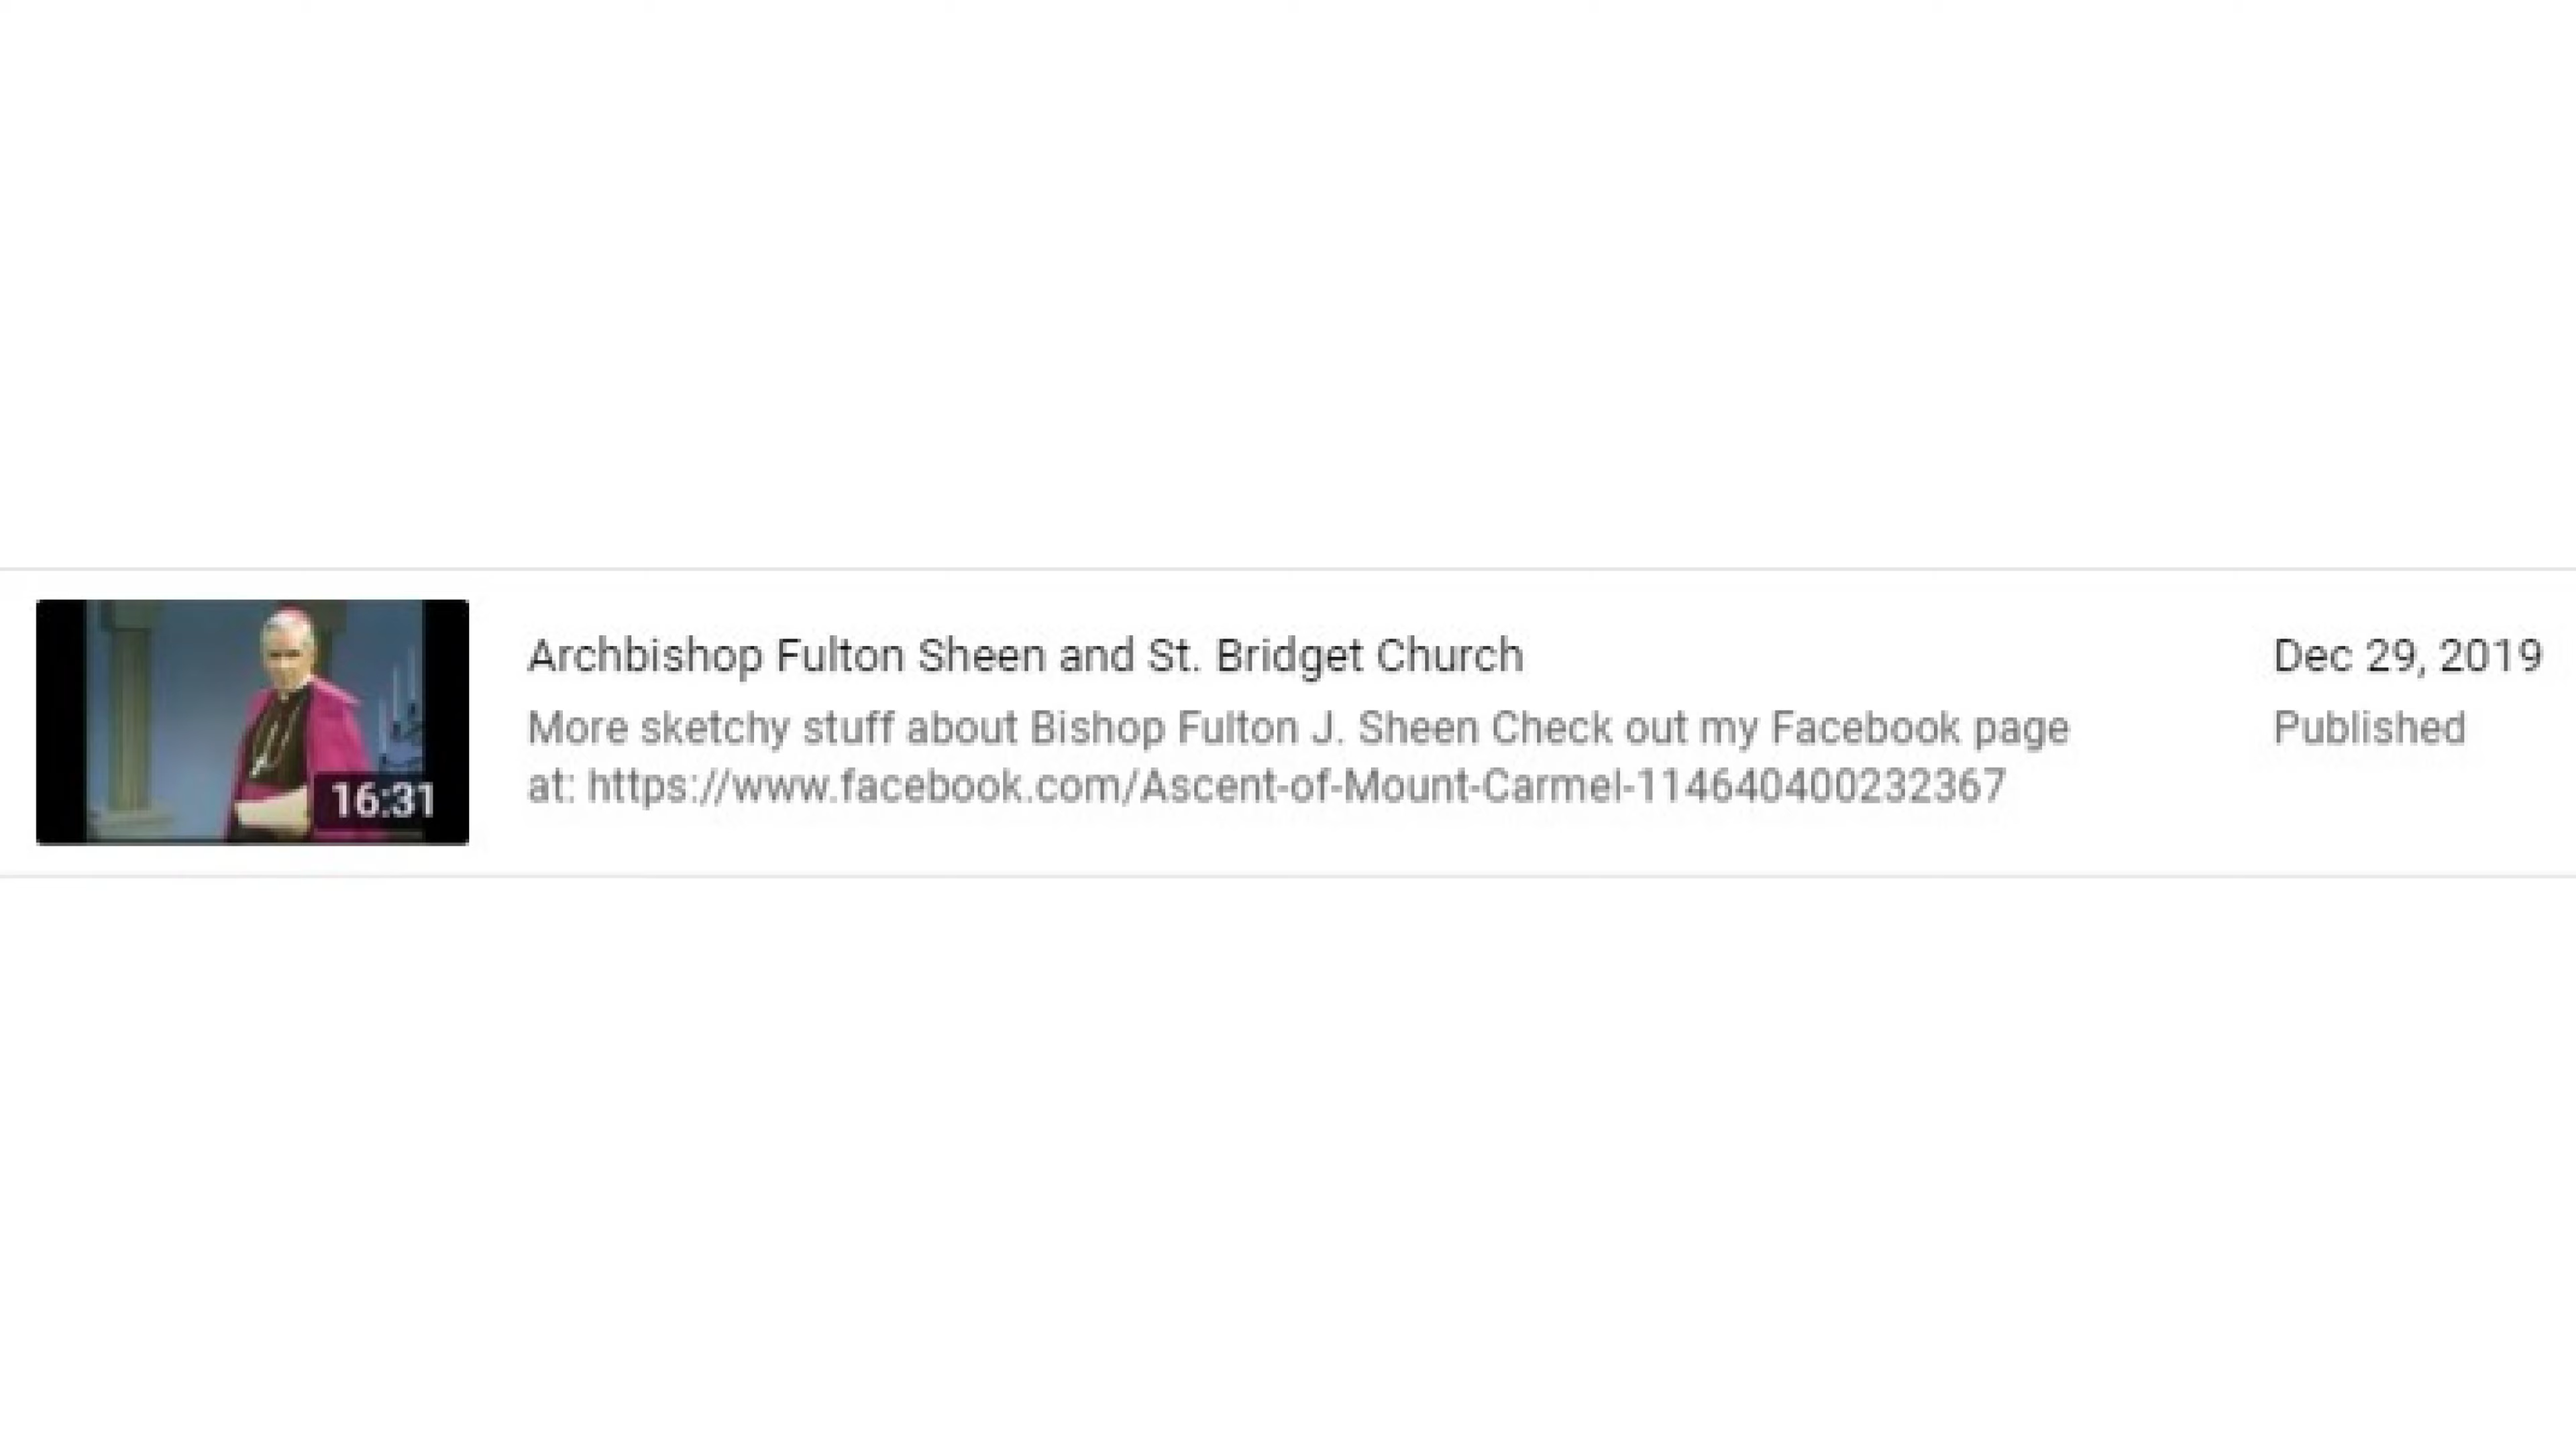 Archbishop Fulton Sheen and St. Bridget Church
Dec 29, 2019
More sketchy stuff about Bishop Fulton J. Sheen Check out my Facebook page
Published
at: https://www.facebook.com/Ascent-of-Mount-Carmel-114640400232367
16:31